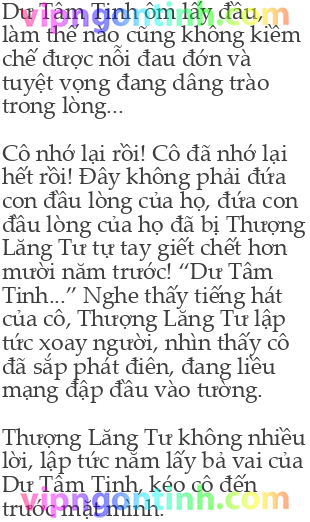 Dư Tâm Tinh ôm lấy đầu,
vipngontinh.com
làm thế nào cũng không kiềm
chế được nỗi đau đớn và
tuyệt vọng đang dâng trào
trong lòng...
Cô nhớ lại rồi! Cô đã nhớ lại
hết rồi! Đây không phải đứa
con đầu lòng của họ, đứa con
đầu lòng của họ đã bị Thượng
Lăng Tư tự tay giết chết hơn
mười năm trước! “Dư Tâm
Tinh...” Nghe thấy tiếng hát
của cô, Thượng Lăng Tư lập
tức xoay người, nhìn thấy cô
đã sắp phát điên, đang liều
mạng đập đầu vào tường.
Thượng Lăng Tư không nhiều
lời, lập tức nắm lấy bả vai của
Dư Tâm Tinh, kéo cô đến
vipngontinh.com
trước mặt mình.